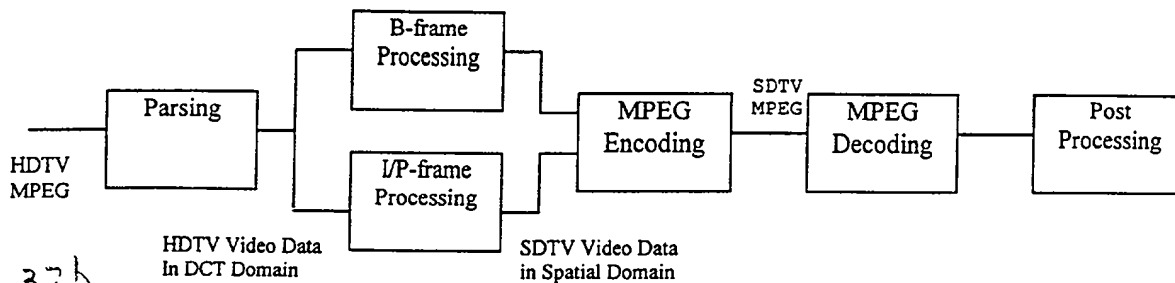 B-frame
Processing
Parsing
HDTV
MPEG
I/P-frame
Processing
HDTV Video Data
In DCT Domain
SDTV Video Data
in Spatial Domain
MPEG
Encoding
SDTV
MPEG
MPEG
Decoding
Post
Processing